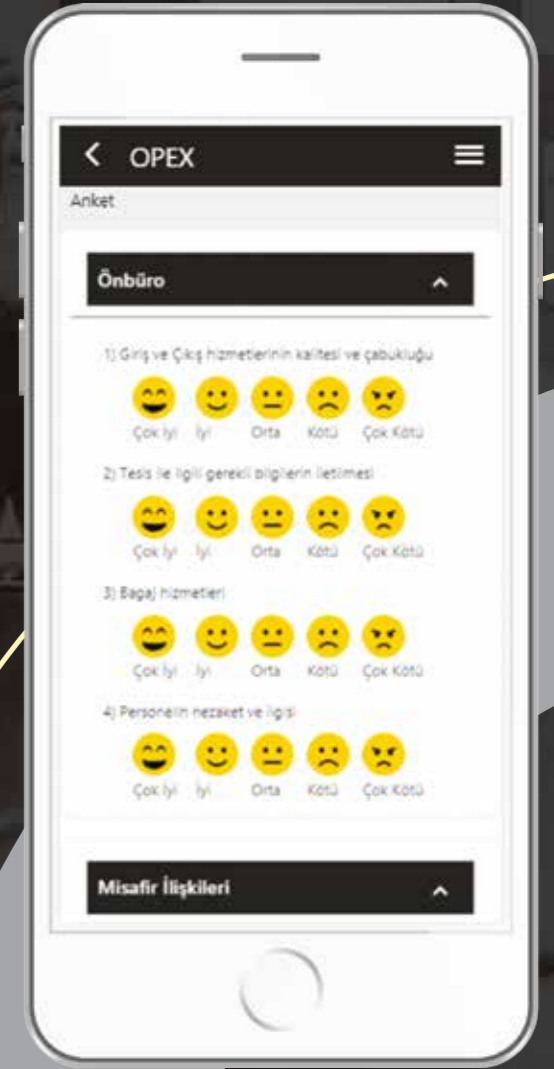 OPEX
Anket
Önbüro
1) Giriş ve Çıkış hizmetlerinin kalitesi ve çabukluğu
Çok İyi İyi Orta Kötü Çok Kötü
2) Tesis ile ilgili gerekli bilgilerin iletilmesi
Çok İyi İyi Orta Kötü Çok Kötü
3) Bagaj hizmetleri
Çok İyi İyi Orta Kötü Çok Kötü
4) Personelin nezaket ve ilgisi
Çok İyi İyi Orta Kötü Çok Kötü
Misafir İlişkileri